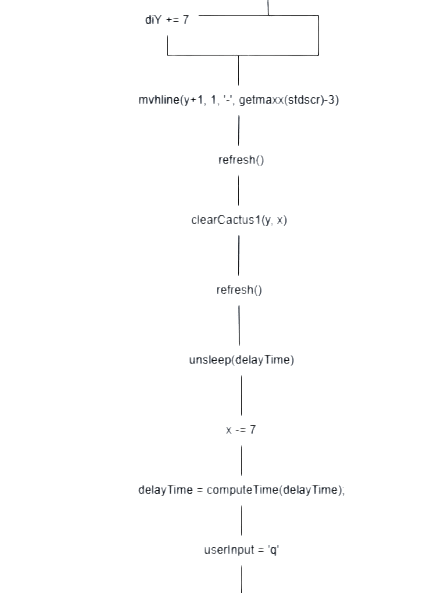 diY += 7
mvhline(y+1, 1, '-', getmaxx(stdscr)-3)
refresh()
clearCactus1(y, x)
refresh()
unsleep(delayTime)
x -= 7
delayTime = computeTime(delayTime);
userInput = 'q'